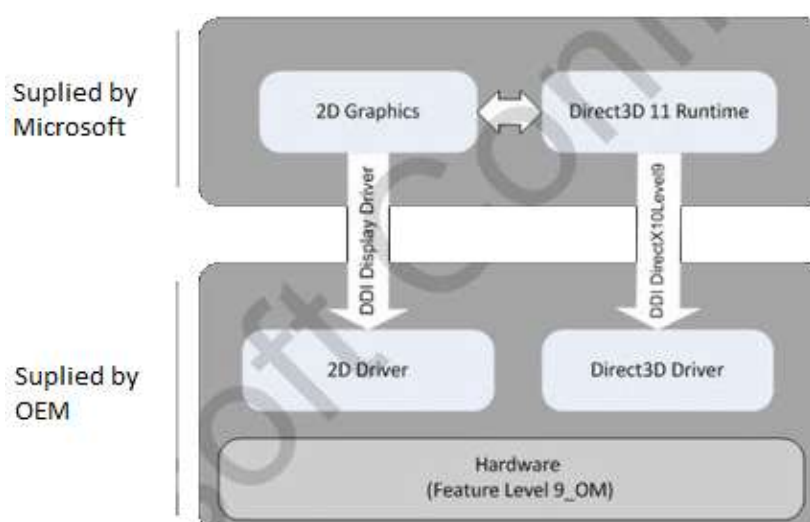 Suplied by
Microsoft
2D Graphics
Direct3D 11 Runtime
DDI Display Driver
DDI DirectX10Level9
Suplied by
OEM
2D Driver
Direct3D Driver
Hardware
(Feature Level 9_OM)